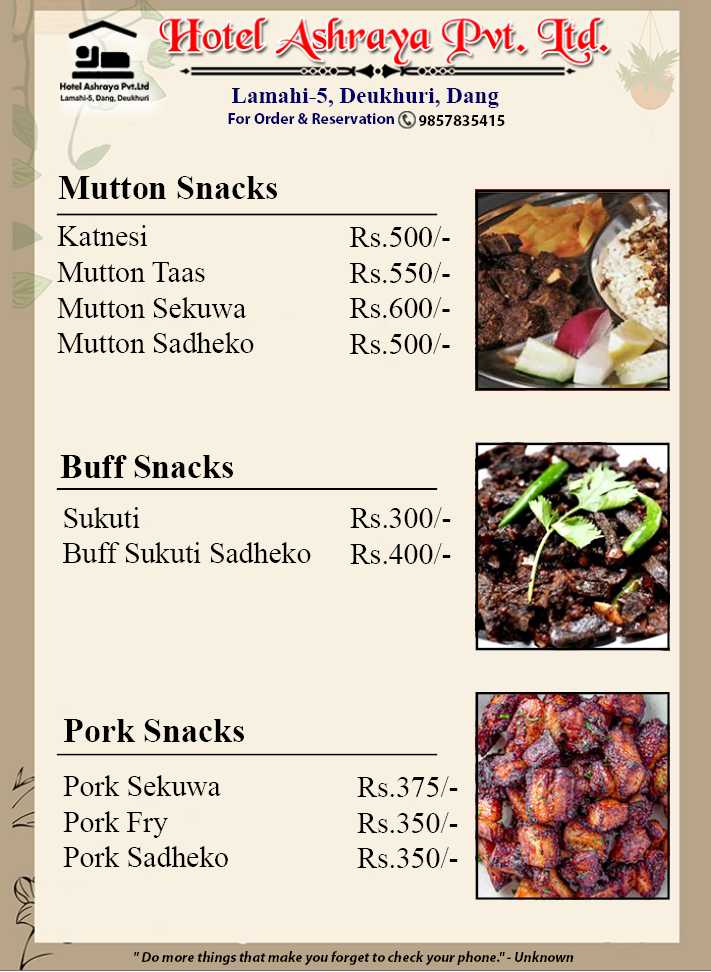 Hotel Ashraya Pvt. Ltd.
Hotel Ashraya Pvt.Ltd
Lamahi-5, Dang, Deukhuri
Lamahi-5, Deukhuri, Dang
For Order & Reservation 9857835415
Mutton Snacks
Katnesi Rs.500/-
Mutton Taas Rs.550/-
Mutton Sekuwa Rs.600/-
Mutton Sadheko Rs.500/-
Buff Snacks
Sukuti Rs.300/-
Buff Sukuti Sadheko Rs.400/-
Pork Snacks
Pork Sekuwa Rs.375/-
Pork Fry Rs.350/-
Pork Sadheko Rs.350/-
" Do more things that make you forget to check your phone." - Unknown